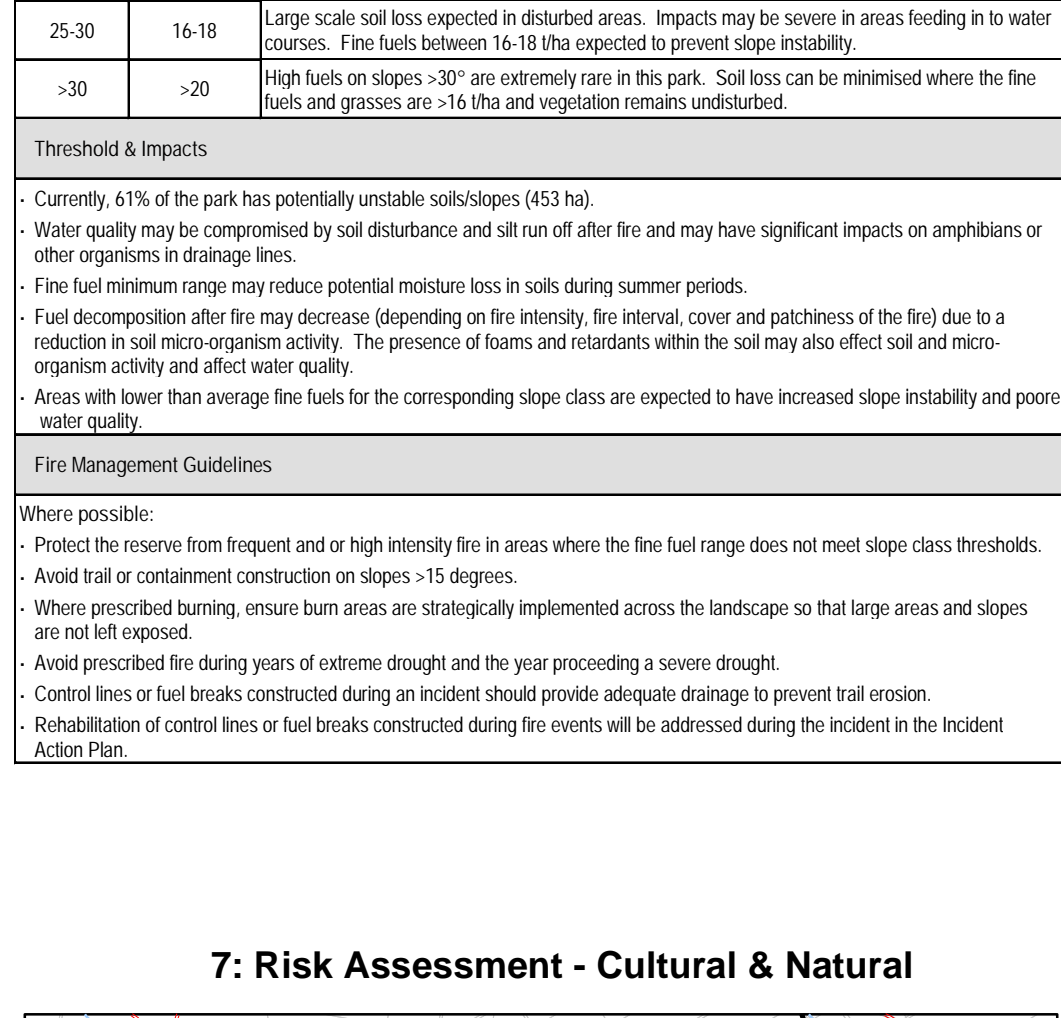 25-30 16-18 Large scale soil loss expected in disturbed areas. Impacts may be severe in areas feeding in to water
courses. Fine fuels between 16-18 t/ha expected to prevent slope instability.
>30 >20 High fuels on slopes >30° are extremely rare in this park. Soil loss can be minimised where the fine
fuels and grasses are >16 t/ha and vegetation remains undisturbed.
Threshold & Impacts
· Currently, 61% of the park has potentially unstable soils/slopes (453 ha).
· Water quality may be compromised by soil disturbance and silt run off after fire and may have significant impacts on amphibians or
other organisms in drainage lines.
· Fine fuel minimum range may reduce potential moisture loss in soils during summer periods.
· Fuel decomposition after fire may decrease (depending on fire intensity, fire interval, cover and patchiness of the fire) due to a
reduction in soil micro-organism activity. The presence of foams and retardants within the soil may also effect soil and micro-
organism activity and affect water quality.
· Areas with lower than average fine fuels for the corresponding slope class are expected to have increased slope instability and poore
water quality.
Fire Management Guidelines
Where possible:
· Protect the reserve from frequent and or high intensity fire in areas where the fine fuel range does not meet slope class thresholds.
· Avoid trail or containment construction on slopes >15 degrees.
· Where prescribed burning, ensure burn areas are strategically implemented across the landscape so that large areas and slopes
are not left exposed.
· Avoid prescribed fire during years of extreme drought and the year proceeding a severe drought.
· Control lines or fuel breaks constructed during an incident should provide adequate drainage to prevent trail erosion.
· Rehabilitation of control lines or fuel breaks constructed during fire events will be addressed during the incident in the Incident
Action Plan.
7: Risk Assessment - Cultural & Natural